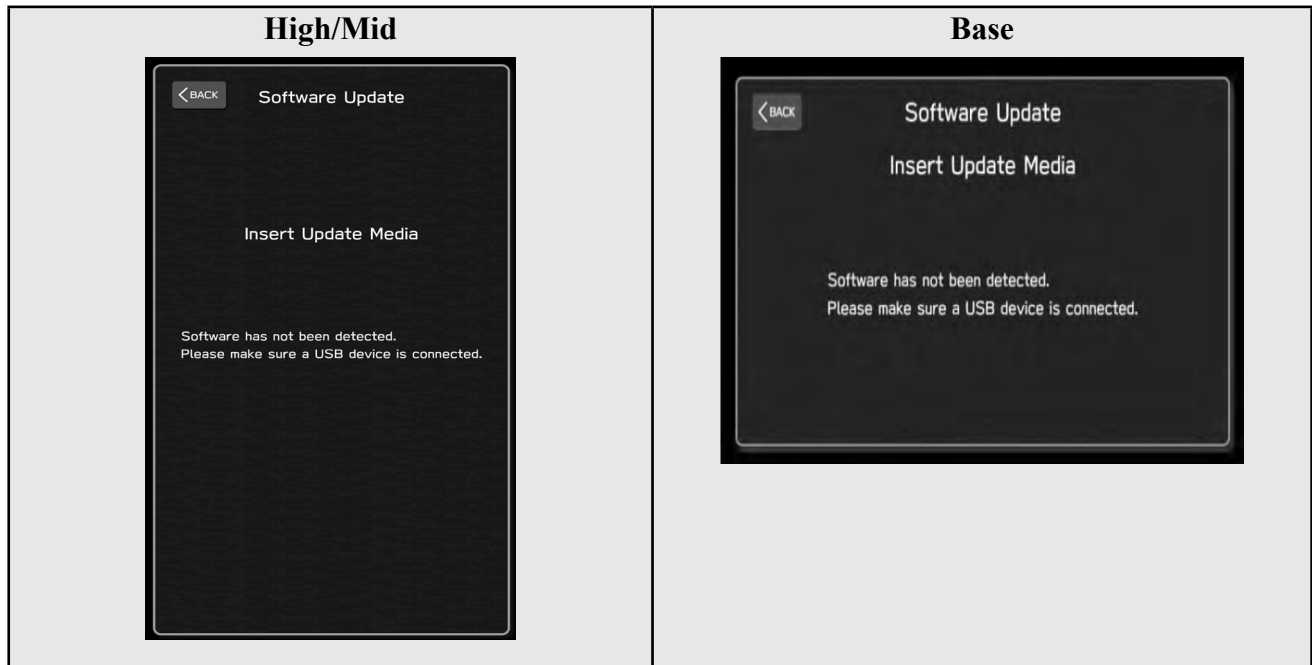 High/Mid
BACK
Software Update
Insert Update Media
Software has not been detected.
Please make sure a USB device is connected.
Base
BACK
Software Update
Insert Update Media
Software has not been detected.
Please make sure a USB device is connected.